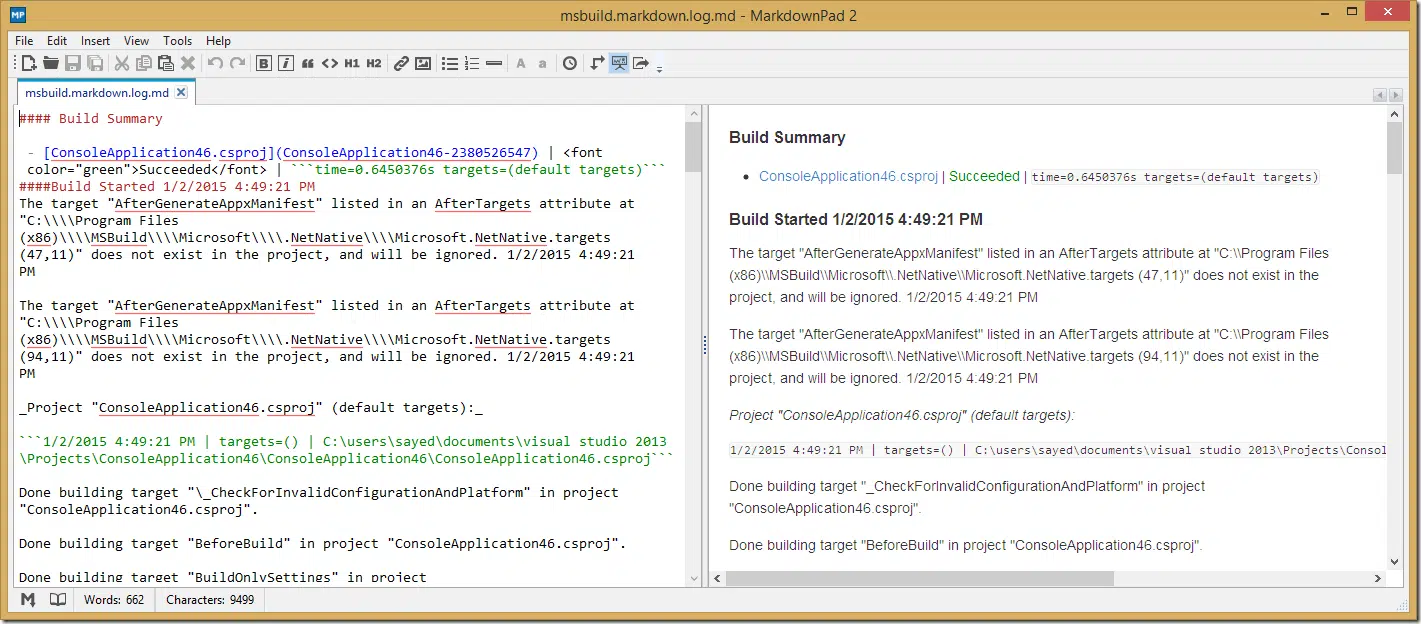 MP
msbuild.markdown.log.md - MarkdownPad 2
File Edit Insert View Tools Help
B i H1 H2 A a
msbuild.markdown.log.md
#### Build Summary
- [ConsoleApplication46.csproj](ConsoleApplication46-2380526547) | <font
color="green">Succeeded</font> | ```time=0.6450376s targets=(default targets)```
####Build Started 1/2/2015 4:49:21 PM
The target "AfterGenerateAppxManifest" listed in an AfterTargets attribute at
"C:\\\\Program Files
(x86)\\\\MSBuild\\\\Microsoft\\\\.NetNative\\\\Microsoft.NetNative.targets
(47,11)" does not exist in the project, and will be ignored. 1/2/2015 4:49:21
PM
The target "AfterGenerateAppxManifest" listed in an AfterTargets attribute at
"C:\\\\Program Files
(x86)\\\\MSBuild\\\\Microsoft\\\\.NetNative\\\\Microsoft.NetNative.targets
(94,11)" does not exist in the project, and will be ignored. 1/2/2015 4:49:21
PM
_Project "ConsoleApplication46.csproj" (default targets):_
```1/2/2015 4:49:21 PM | targets=() | C:\users\sayed\documents\visual studio 2013
\Projects\ConsoleApplication46\ConsoleApplication46\ConsoleApplication46.csproj```
Done building target "\_CheckForInvalidConfigurationAndPlatform" in project
"ConsoleApplication46.csproj".
Done building target "BeforeBuild" in project "ConsoleApplication46.csproj".
Done building target "BuildOnlySettings" in project
Build Summary
ConsoleApplication46.csproj | Succeeded | time=0.6450376s targets=(default targets)
Build Started 1/2/2015 4:49:21 PM
The target "AfterGenerateAppxManifest" listed in an AfterTargets attribute at "C:\\Program Files
(x86)\\MSBuild\\Microsoft\\.NetNative\\Microsoft.NetNative.targets (47,11)" does not exist in the
project, and will be ignored. 1/2/2015 4:49:21 PM
The target "AfterGenerateAppxManifest" listed in an AfterTargets attribute at "C:\\Program Files
(x86)\\MSBuild\\Microsoft\\.NetNative\\Microsoft.NetNative.targets (94,11)" does not exist in the
project, and will be ignored. 1/2/2015 4:49:21 PM
Project "ConsoleApplication46.csproj" (default targets):
1/2/2015 4:49:21 PM | targets=() | C:\users\sayed\documents\visual studio 2013\Projects\Consol
Done building target "_CheckForInvalidConfigurationAndPlatform" in project
"ConsoleApplication46.csproj".
Done building target "BeforeBuild" in project "ConsoleApplication46.csproj".
Words: 662 Characters: 9499